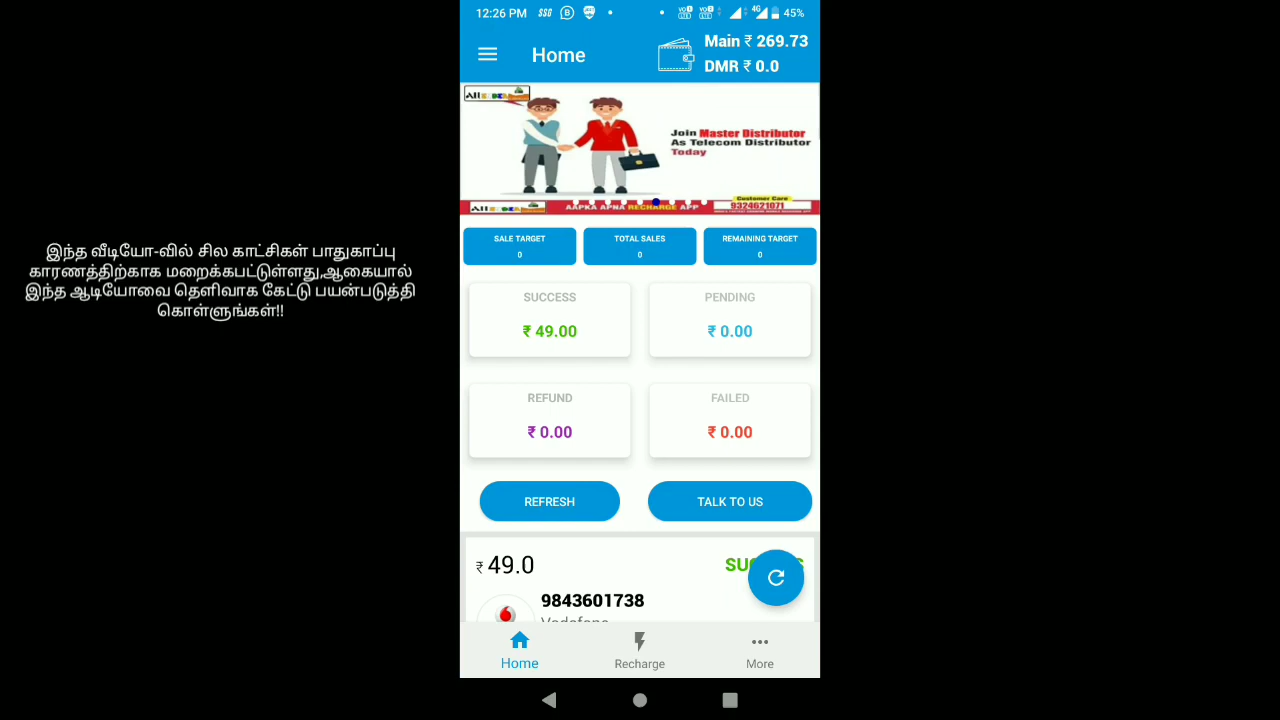 12:26 PM
45%
4G
Home
Main ₹ 269.73
DMR ₹ 0.0
Join Master Distributor
As Telecom Distributor
Today
Customer Care
AAPKA APNA RECHARGE APP
9324621071
SALE TARGET
0
TOTAL SALES
0
REMAINING TARGET
0
இந்த வீடியோ-வில் சில காட்சிகள் பாதுகாப்பு
காரணத்திற்காக மறைக்கபட்டுள்ளது,ஆகையால்
இந்த ஆடியோவை தெளிவாக கேட்டு பயன்படுத்தி
கொள்ளுங்கள்!!
SUCCESS
₹ 49.00
PENDING
₹ 0.00
REFUND
₹ 0.00
FAILED
₹ 0.00
REFRESH
TALK TO US
₹ 49.0
9843601738
Vodafone
Home
Recharge
More